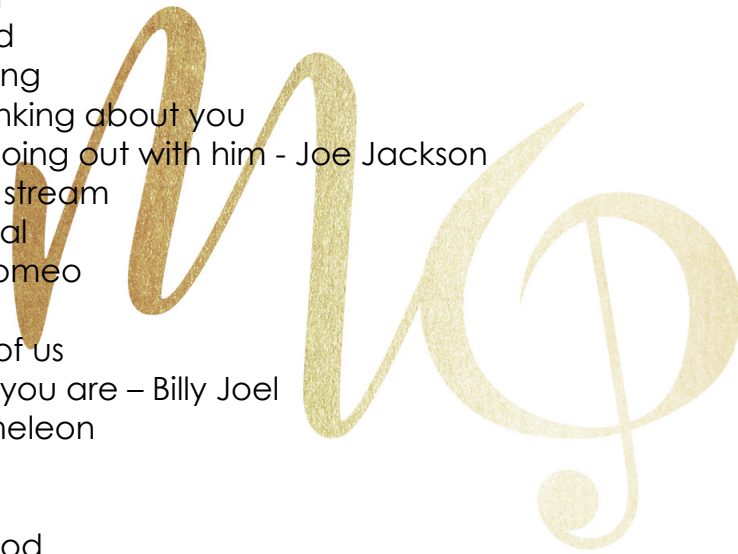 d
ng
nking about you
oing out with him - Joe Jackson
stream
al
omeo
of us
you are – Billy Joel
neleon
od